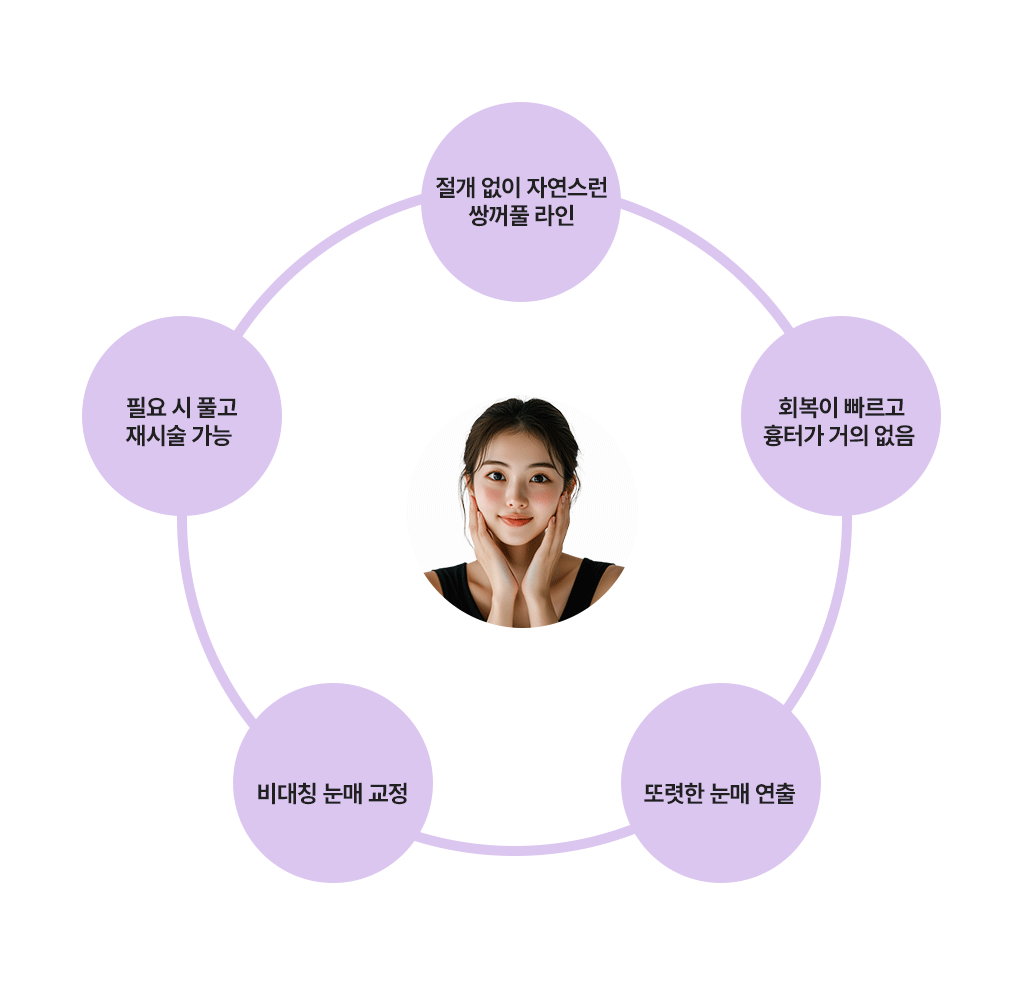 절개 없이 자연스런
쌍꺼풀 라인
필요 시 풀고
재시술 가능
회복이 빠르고
흉터가 거의 없음
비대칭 눈매 교정
또렷한 눈매 연출